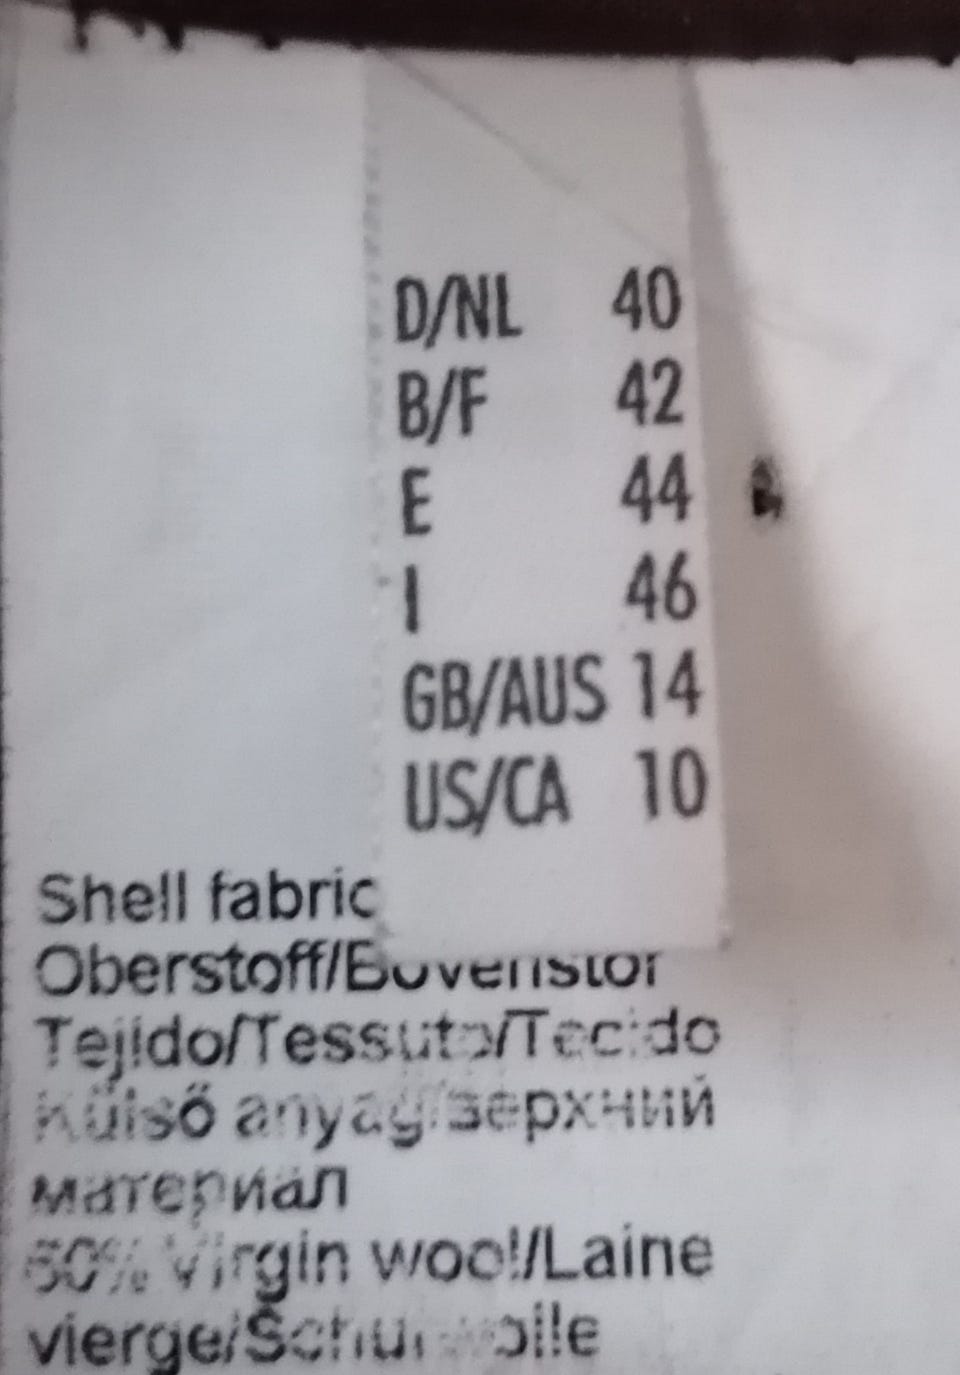 D/NL 40
B/F 42
E 44
I 46
GB/AUS 14
US/CA 10
Shell fabric
Oberstoff/Bovenstof
Tejido/Tessuto/Tecido
Külső anyag/верхний
материал
Virgin wool/Laine
vierge/Schurwolle